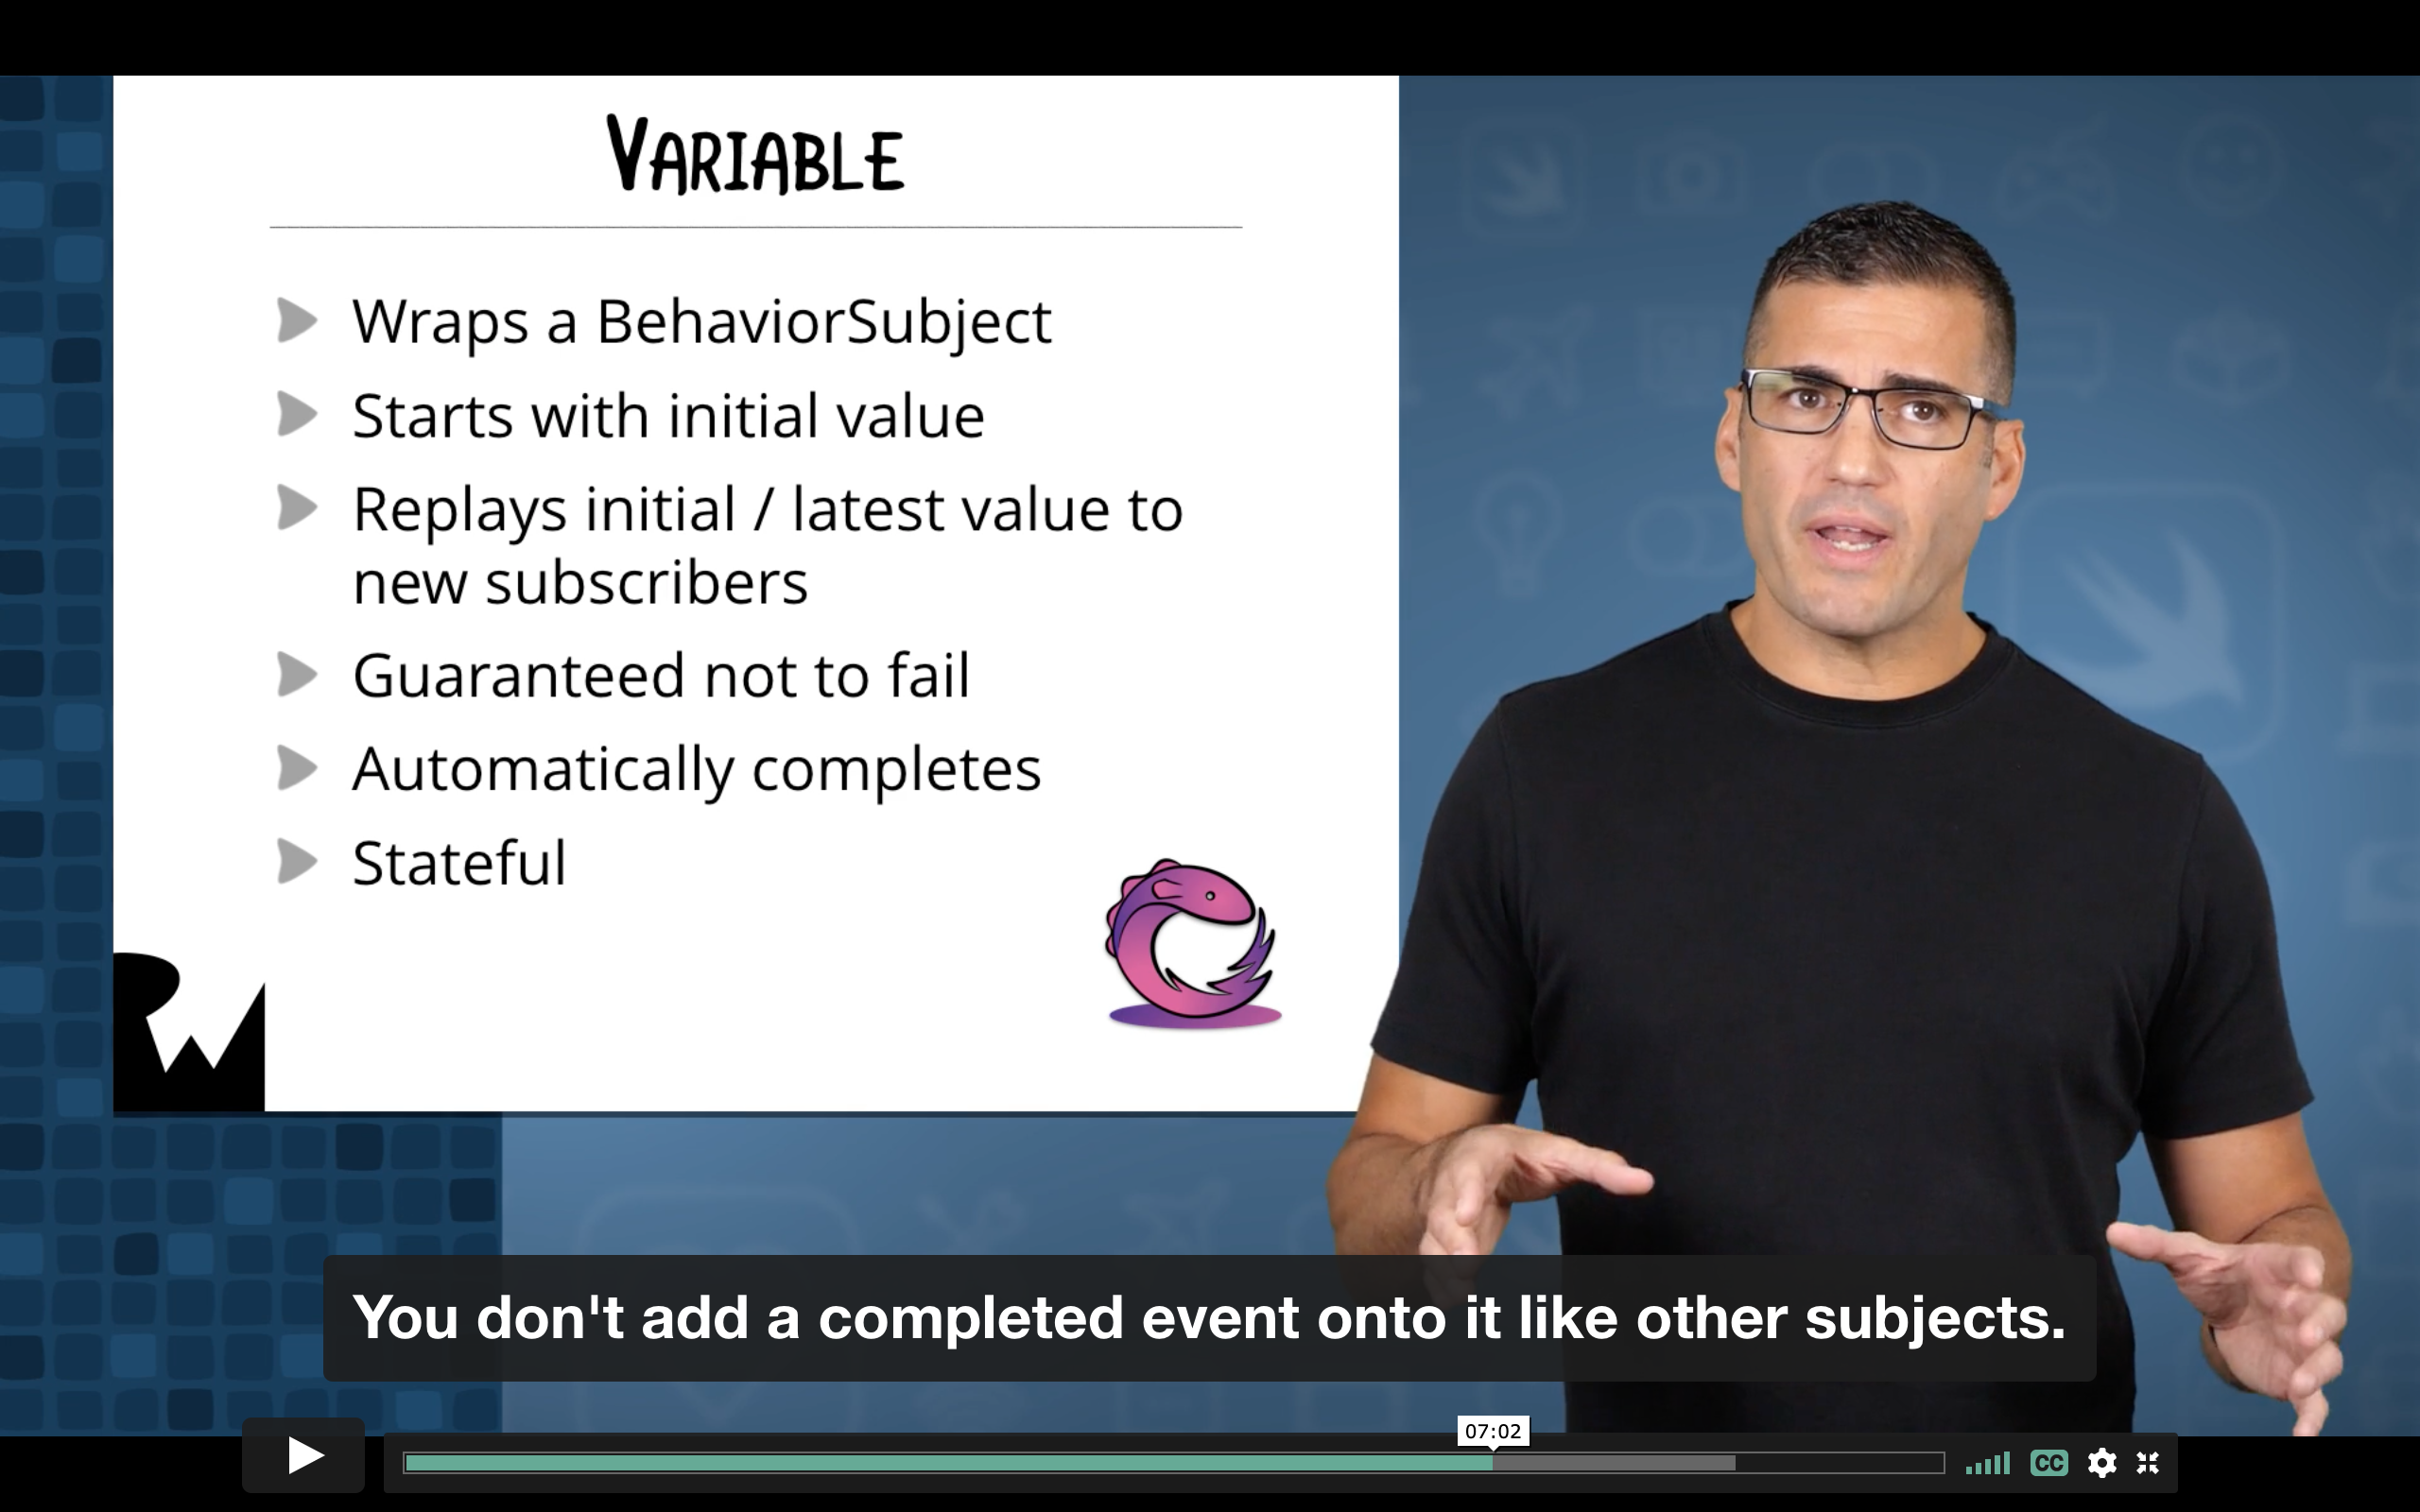 VARIABLE
Wraps a BehaviorSubject
Starts with initial value
Replays initial / latest value to
new subscribers
Guaranteed not to fail
Automatically completes
Stateful
RW
You don't add a completed event onto it like other subjects.
07:02
CC